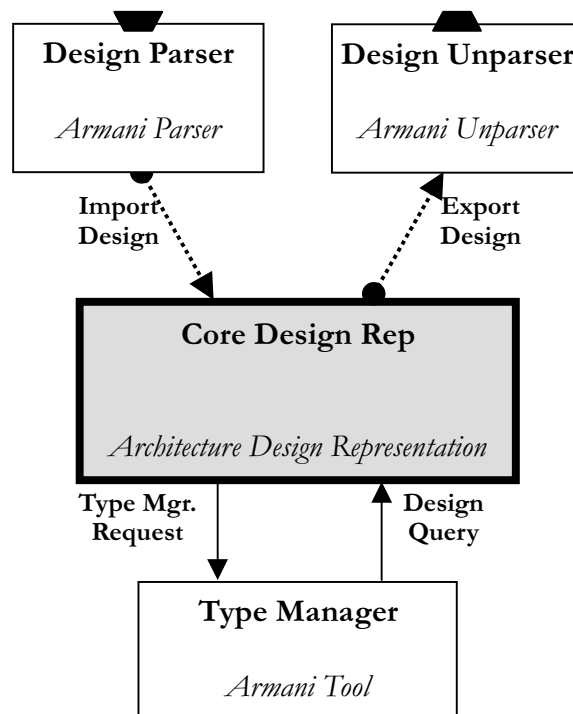 Design Parser
Design Unparser
Armani Parser
Armani Unparser
Import
Design
Export
Design
Core Design Rep
Architecture Design Representation
Type Mgr.
Request
Design
Query
Type Manager
Armani Tool